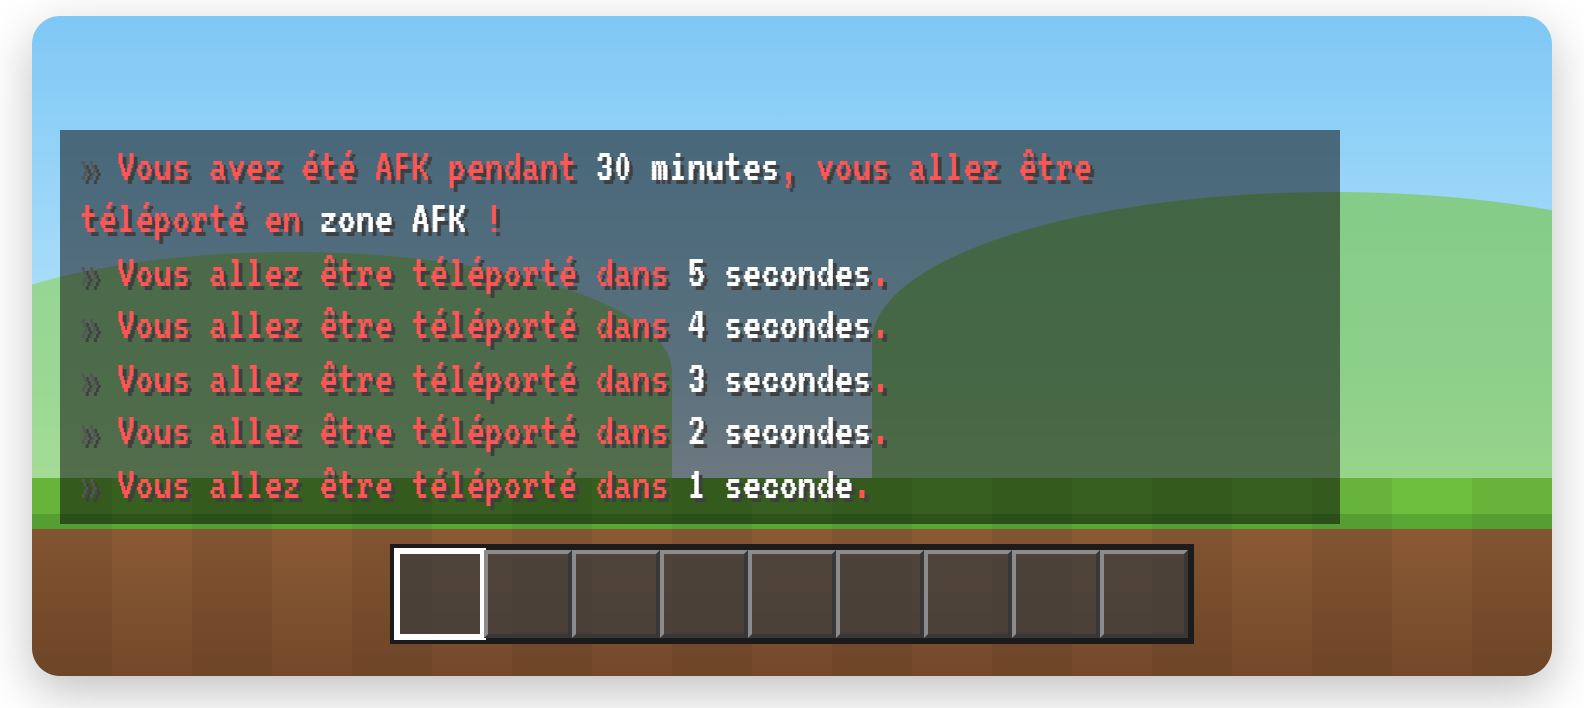 » Vous avez été AFK pendant 30 minutes, vous allez être
téléporté en zone AFK !
» Vous allez être téléporté dans 5 secondes.
» Vous allez être téléporté dans 4 secondes.
» Vous allez être téléporté dans 3 secondes.
» Vous allez être téléporté dans 2 secondes.
» Vous allez être téléporté dans 1 seconde.